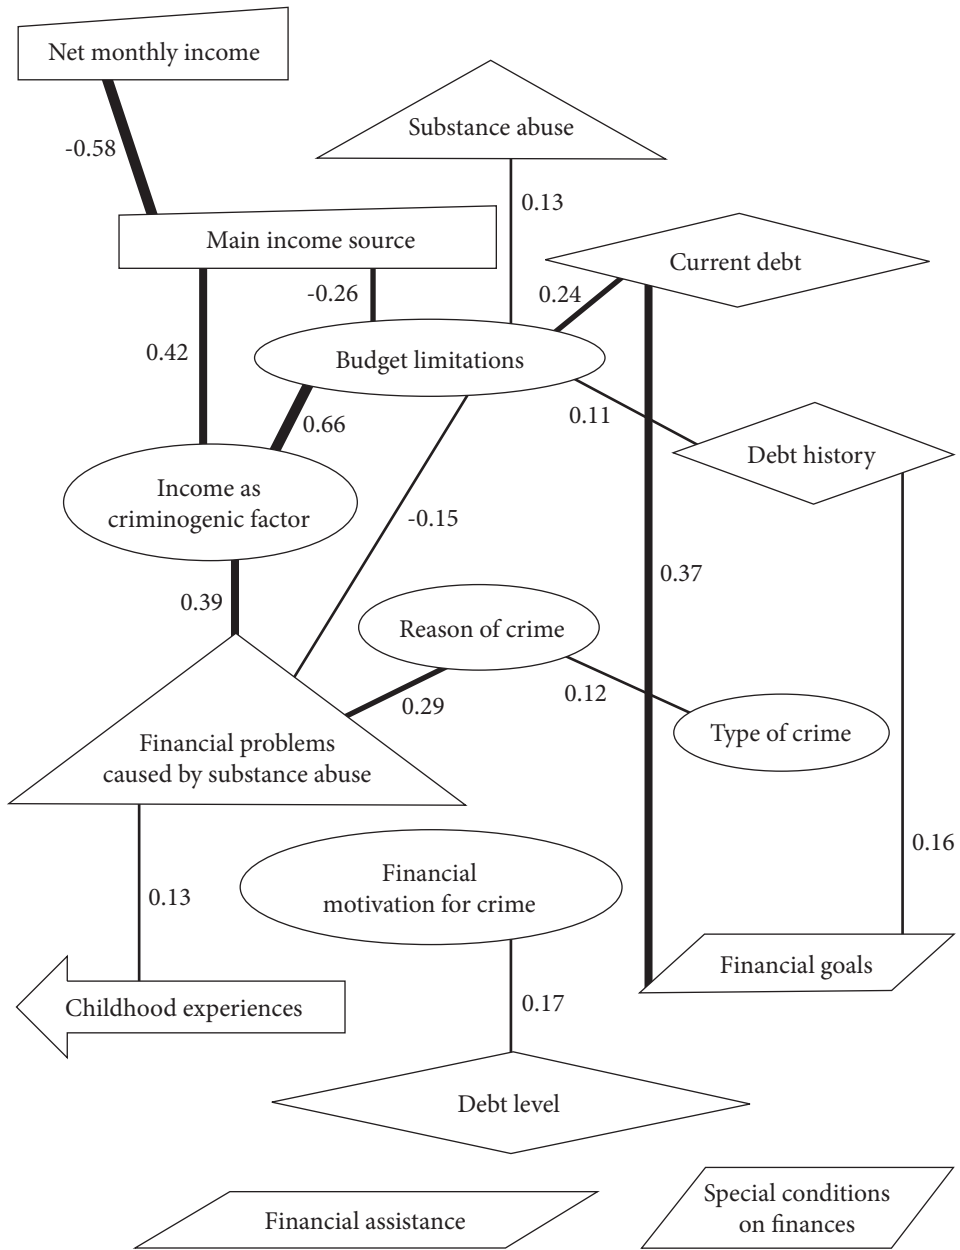 Net monthly income
-0.58
Substance abuse
0.13
Main income source
Current debt
-0.26
0.24
0.42
Budget limitations
0.11
0.66
Debt history
Income as
criminogenic factor
-0.15
0.37
0.39
Reason of crime
0.29
0.12
Type of crime
Financial problems
caused by substance abuse
0.16
0.13
Financial
motivation for crime
Financial goals
Childhood experiences
0.17
Debt level
Special conditions
on finances
Financial assistance